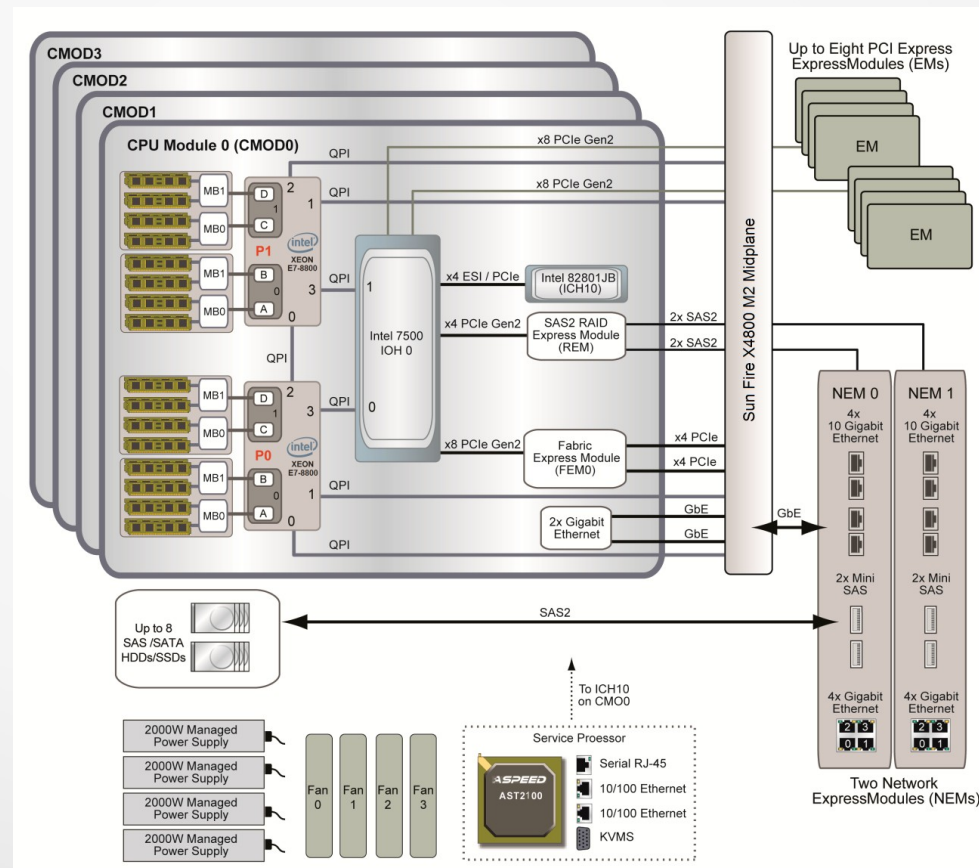 CMOD3
CMOD2
CMOD1
CPU Module 0 (CMOD0)
QPI
x8 PCIe Gen2
QPI
x8 PCIe Gen2
MB1
MB0
MB1
MB0
D
1
C
P1
B
0
A
2
1
intel
XEON
E7-8800
3
0
QPI
QPI
MB1
MB0
MB1
MB0
D
1
C
P0
B
0
A
2
3
intel
XEON
E7-8800
1
0
QPI
QPI
QPI
1
Intel 7500
IOH 0
0
x4 ESI / PCIe
Intel 82801JB
(ICH10)
x4 PCIe Gen2
SAS2 RAID
Express Module
(REM)
2x SAS2
2x SAS2
x8 PCIe Gen2
Fabric
Express Module
(FEM0)
x4 PCIe
x4 PCIe
2x Gigabit
Ethernet
GbE
GbE
Sun Fire X4800 M2 Midplane
Up to Eight PCI Express
ExpressModules (EMs)
EM
EM
GbE
NEM 0
4x
10 Gigabit
Ethernet
2x Mini
SAS
4x Gigabit
Ethernet
2 3
0 1
NEM 1
4x
10 Gigabit
Ethernet
2x Mini
SAS
4x Gigabit
Ethernet
2 3
0 1
Two Network
ExpressModules (NEMs)
Up to 8
SAS /SATA
HDDs/SSDs
SAS2
To ICH10
on CMO0
2000W Managed
Power Supply
2000W Managed
Power Supply
2000W Managed
Power Supply
2000W Managed
Power Supply
Fan
0
Fan
1
Fan
2
Fan
3
Service Proessor
ASPEED
AST2100
Serial RJ-45
10/100 Ethernet
10/100 Ethernet
KVMS